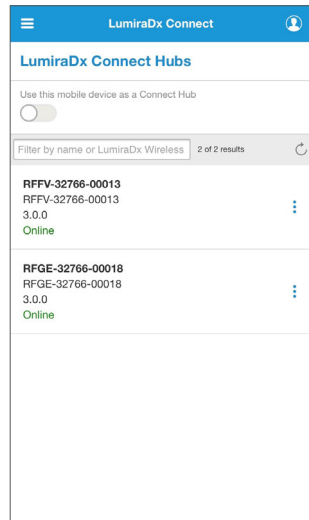 LumiraDx Connect
LumiraDx Connect Hubs
Use this mobile device as a Connect Hub
Filter by name or LumiraDx Wireless
2 of 2 results
RFFV-32766-00013
RFFV-32766-00013
3.0.0
Online
RFGE-32766-00018
RFGE-32766-00018
3.0.0
Online